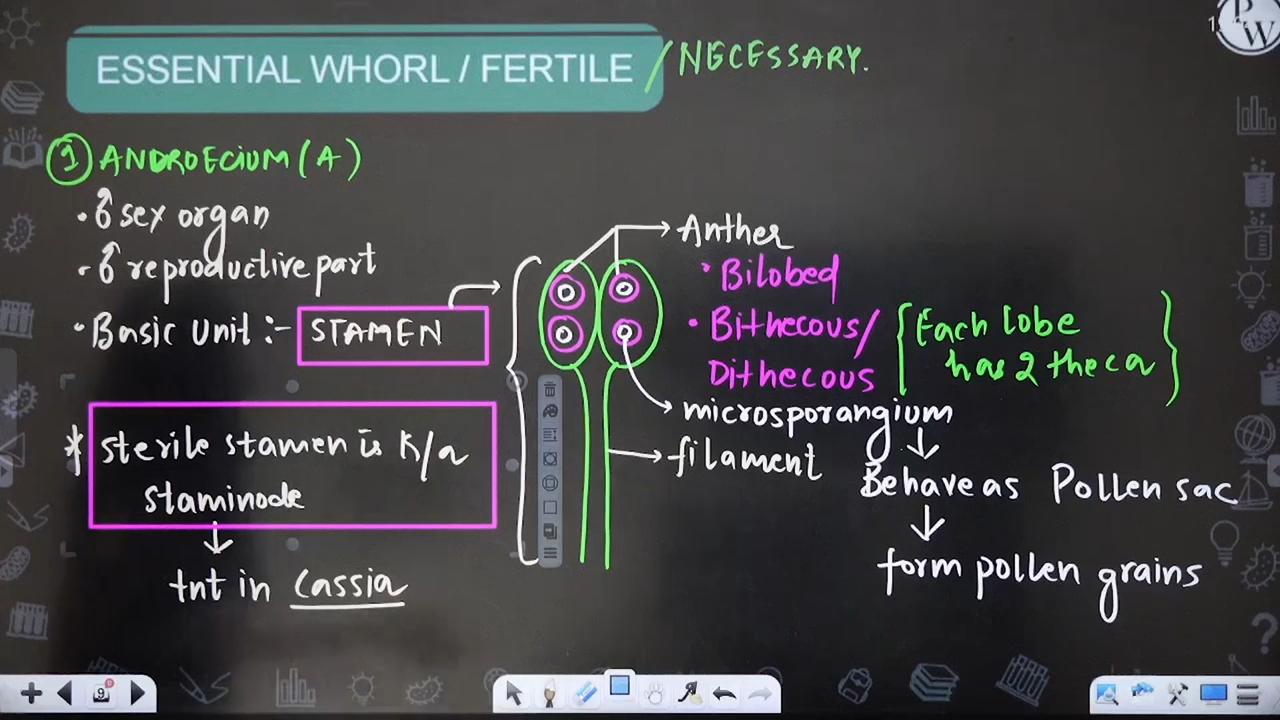 ESSENTIAL WHORL / FERTILE / NECESSARY.
PW
1 ANDROECIUM (A)
• ♂ sex organ
• ♂ reproductive part
• Basic Unit :- STAMEN
* Sterile stamen is K/a
staminode
↓
tnt in Cassia
Anther
• Bilobed
• Bithecous/
Dithecous
{Each lobe
has 2 theca}
microsporangium
filament
↓
Behave as Pollen sac
↓
form pollen grains
9